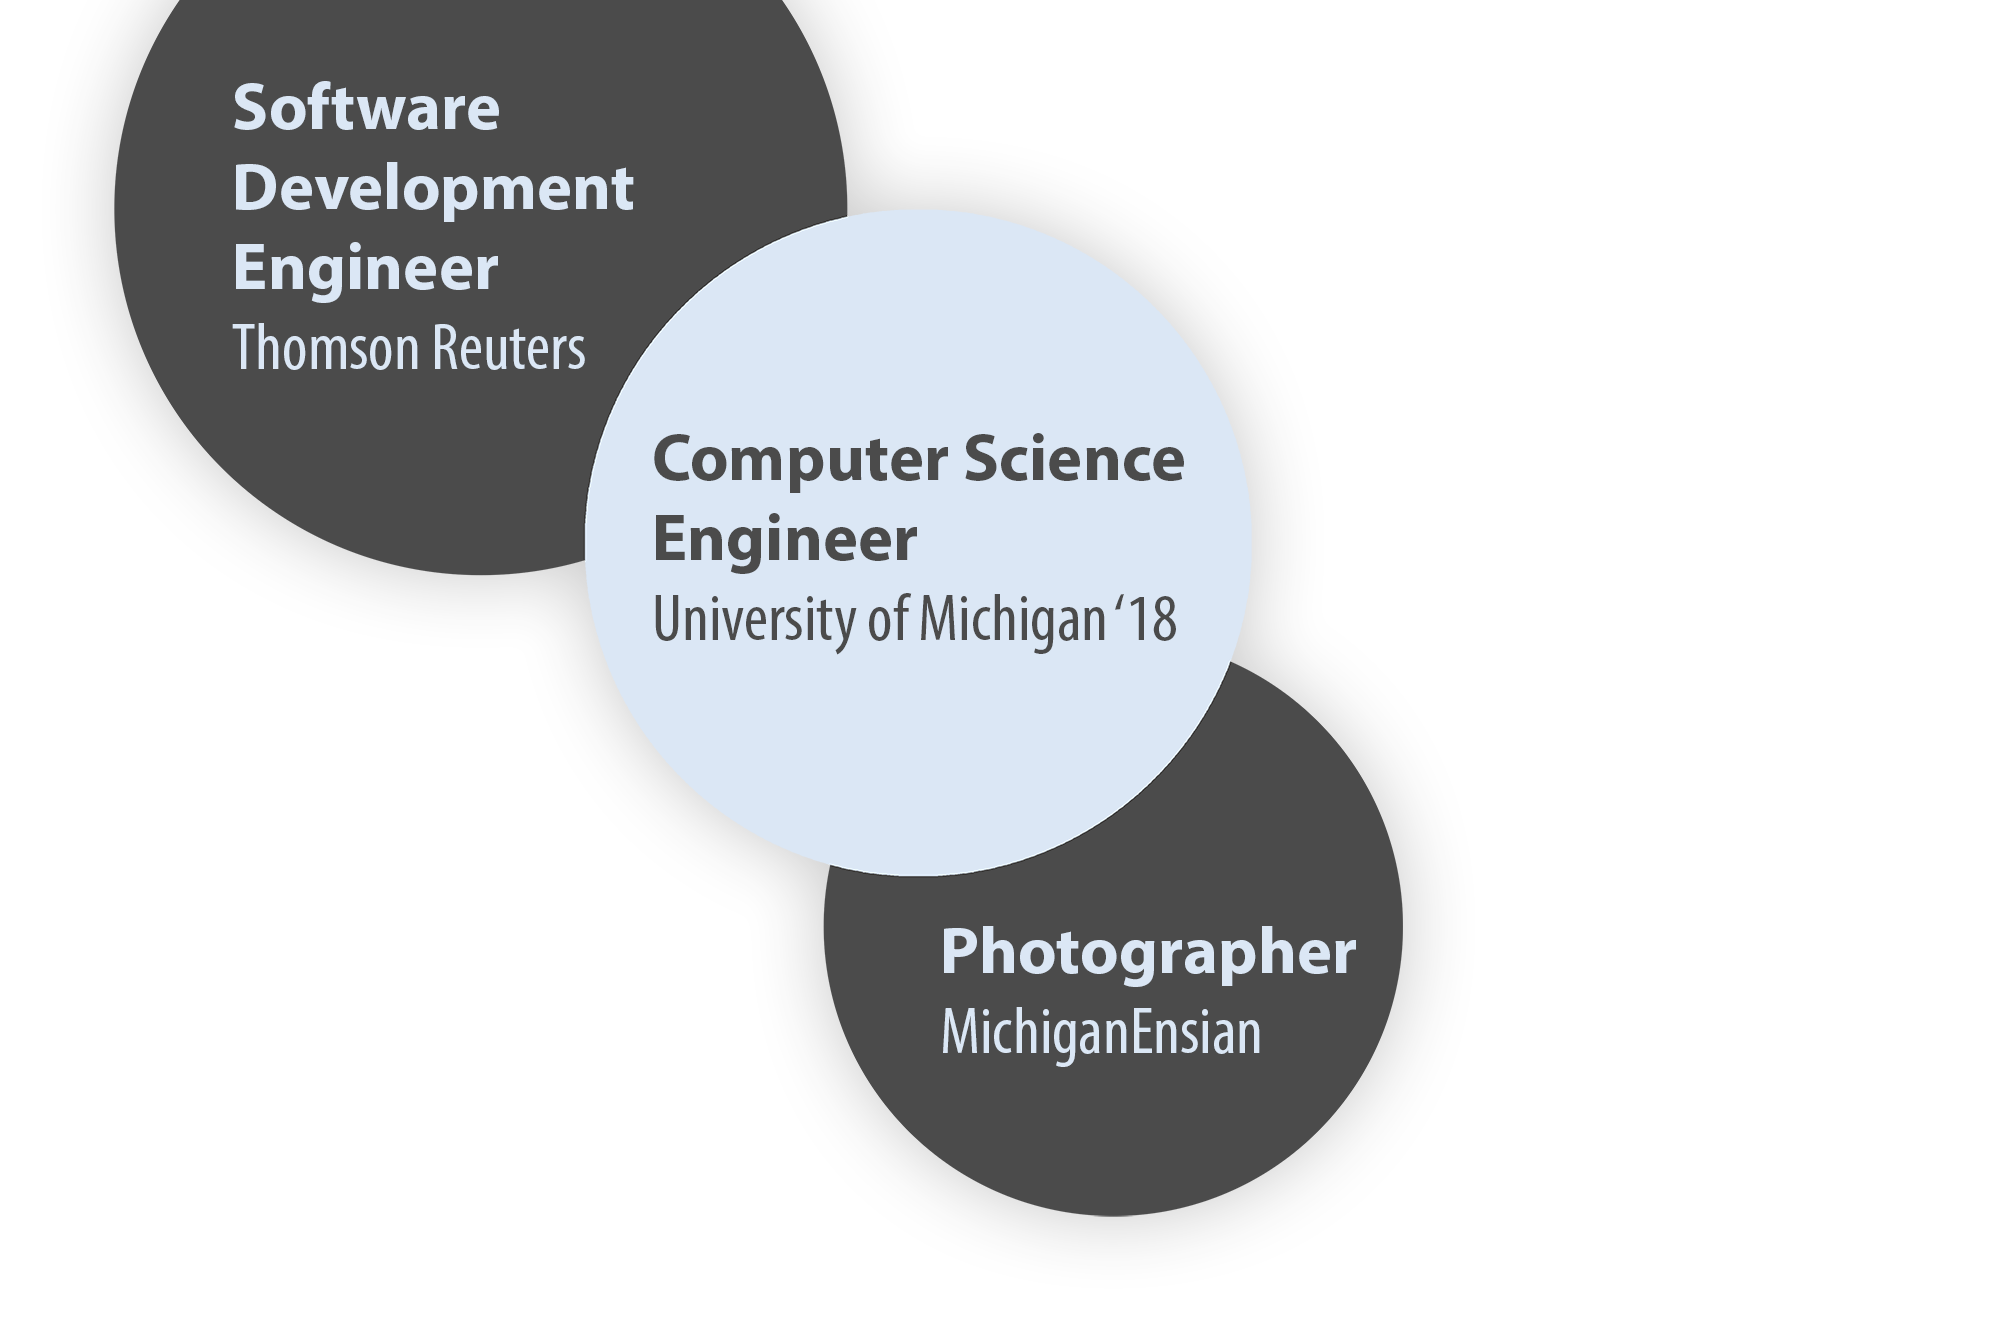 Software
Development
Engineer
Thomson Reuters
Computer Science
Engineer
University of Michigan ‘18
Photographer
MichiganEnsian